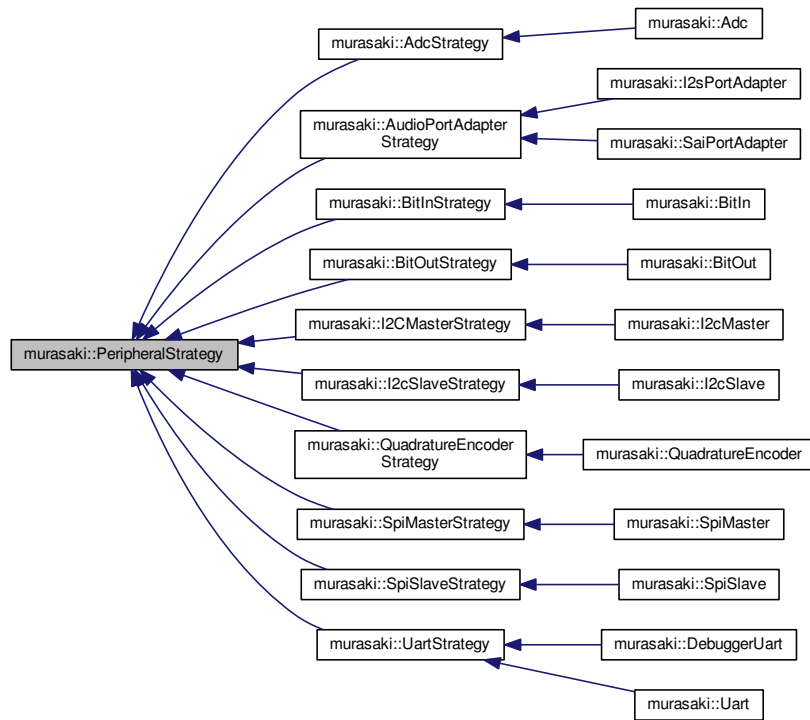 murasaki::AdcStrategy
murasaki::Adc
murasaki::AudioPortAdapter
Strategy
murasaki::I2sPortAdapter
murasaki::SaiPortAdapter
murasaki::BitInStrategy
murasaki::BitIn
murasaki::BitOutStrategy
murasaki::BitOut
murasaki::PeripheralStrategy
murasaki::I2CMasterStrategy
murasaki::I2cMaster
murasaki::I2cSlaveStrategy
murasaki::I2cSlave
murasaki::QuadratureEncoder
Strategy
murasaki::QuadratureEncoder
murasaki::SpiMasterStrategy
murasaki::SpiMaster
murasaki::SpiSlaveStrategy
murasaki::SpiSlave
murasaki::UartStrategy
murasaki::DebuggerUart
murasaki::Uart